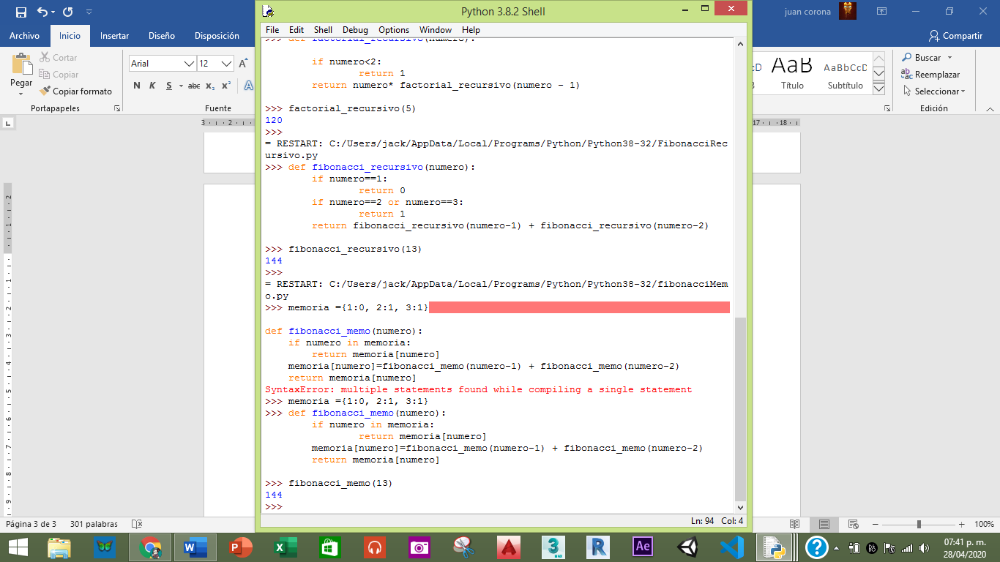 Python 3.8.2 Shell
juan corona
Archivo Inicio Insertar Diseño Disposición
Compartir
File Edit Shell Debug Options Window Help
Cortar
Copiar
Pegar
Copiar formato
Portapapeles
Arial 12
N K S abc x₂ x² A
Fuente
AaB AaBbCcD
Título Subtítulo
Buscar
Reemplazar
Seleccionar
Edición
3 2
17 18
>>> def factorial_recursivo(numero):
if numero<2:
return 1
return numero* factorial_recursivo(numero - 1)
>>> factorial_recursivo(5)
120
>>>
= RESTART: C:/Users/jack/AppData/Local/Programs/Python/Python38-32/FibonacciRec
ursivo.py
>>> def fibonacci_recursivo(numero):
if numero==1:
return 0
if numero==2 or numero==3:
return 1
return fibonacci_recursivo(numero-1) + fibonacci_recursivo(numero-2)
>>> fibonacci_recursivo(13)
144
>>>
= RESTART: C:/Users/jack/AppData/Local/Programs/Python/Python38-32/fibonacciMem
o.py
>>> memoria ={1:0, 2:1, 3:1}
def fibonacci_memo(numero):
if numero in memoria:
return memoria[numero]
memoria[numero]=fibonacci_memo(numero-1) + fibonacci_memo(numero-2)
return memoria[numero]
SyntaxError: multiple statements found while compiling a single statement
>>> memoria ={1:0, 2:1, 3:1}
>>> def fibonacci_memo(numero):
if numero in memoria:
return memoria[numero]
memoria[numero]=fibonacci_memo(numero-1) + fibonacci_memo(numero-2)
return memoria[numero]
>>> fibonacci_memo(13)
144
>>>
Ln: 94 Col: 4
Página 3 de 3 301 palabras
100%
07:41 p. m.
28/04/2020